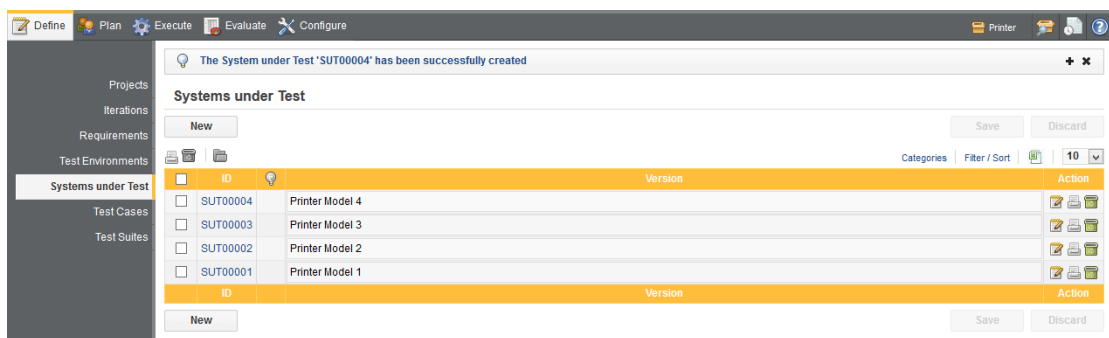 Define Plan Execute Evaluate Configure Printer
The System under Test 'SUT00004' has been successfully created
Projects
Iterations
Requirements
Test Environments
Systems under Test
Test Cases
Test Suites
Systems under Test
New Save Discard
Categories Filter / Sort 10
ID Version Action
SUT00004 Printer Model 4
SUT00003 Printer Model 3
SUT00002 Printer Model 2
SUT00001 Printer Model 1
ID Version Action
New Save Discard